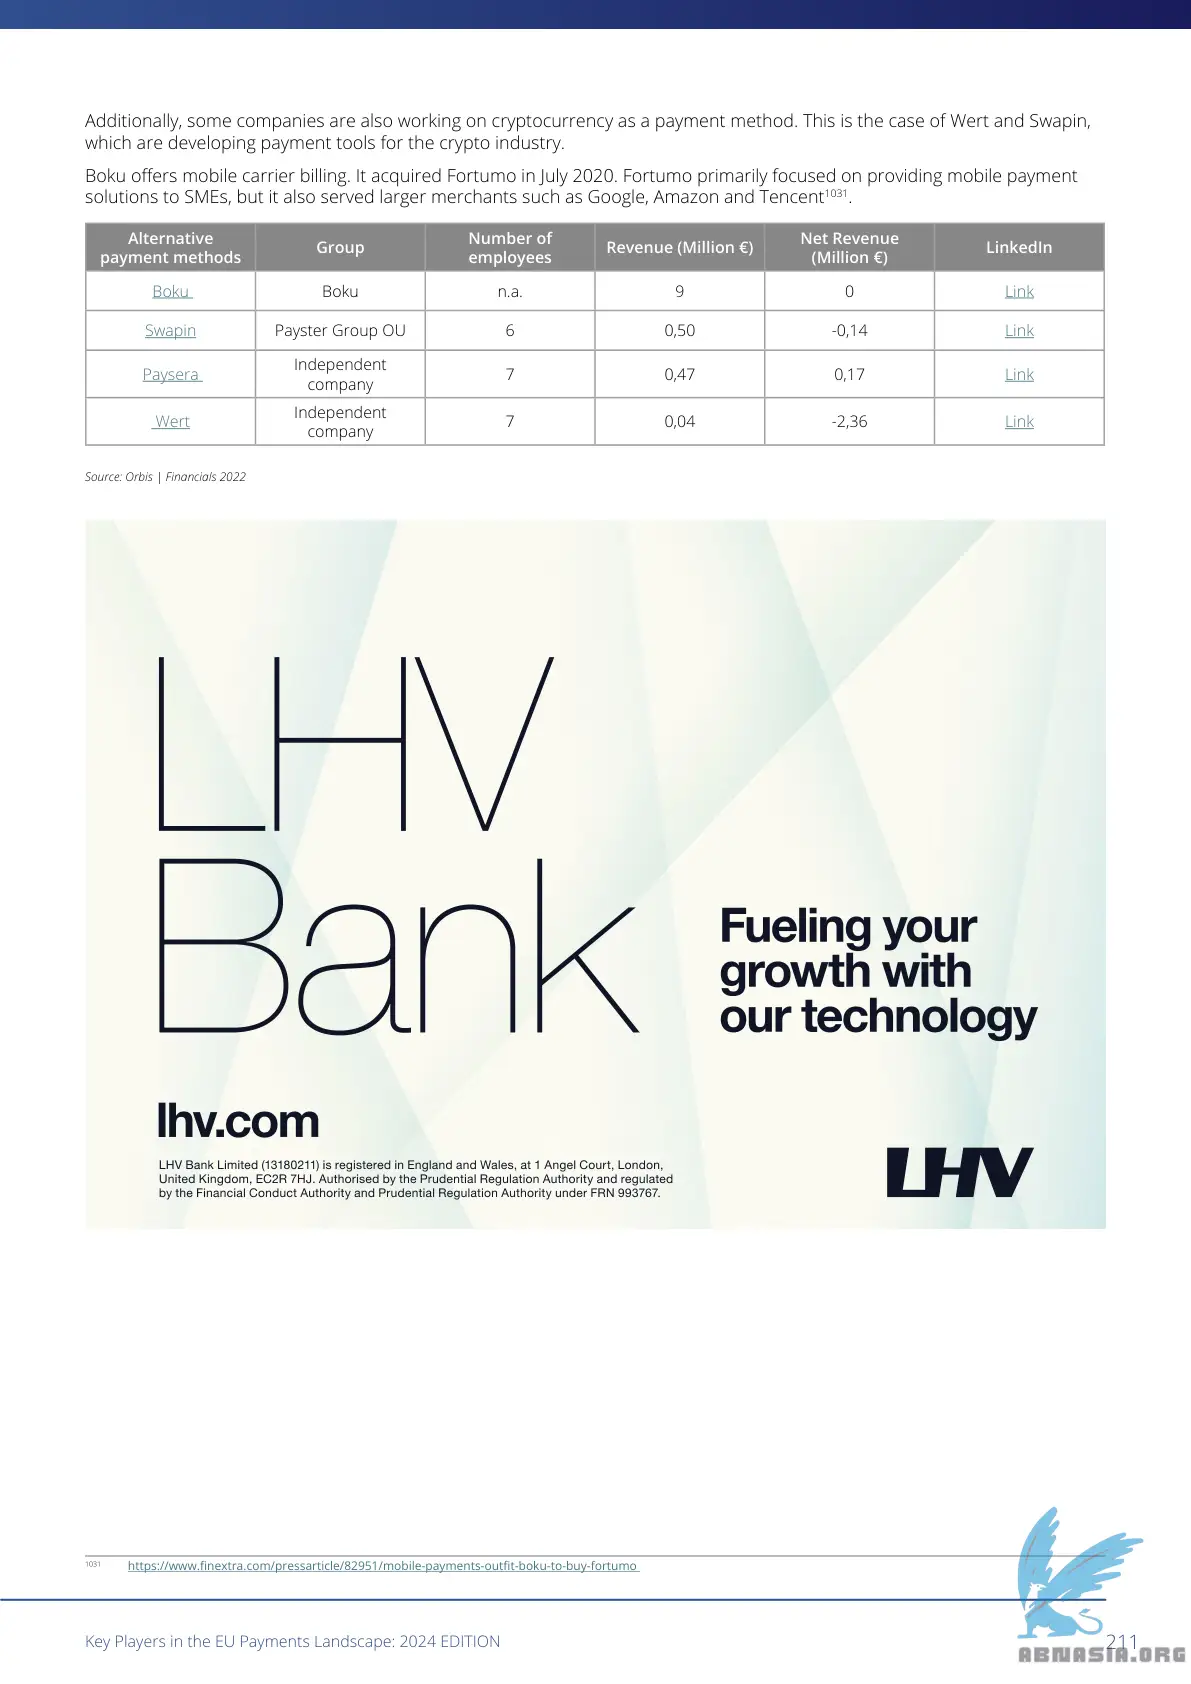 Additionally, some companies are also working on cryptocurrency as a payment method. This is the case of Wert and Swapin,
which are developing payment tools for the crypto industry.
Boku offers mobile carrier billing. It acquired Fortumo in July 2020. Fortumo primarily focused on providing mobile payment
solutions to SMEs, but it also served larger merchants such as Google, Amazon and Tencent1031.
Alternative payment methods Group Number of employees Revenue (Million €) Net Revenue (Million €) LinkedIn
Boku Boku n.a. 9 0 Link
Swapin Payster Group OU 6 0,50 -0,14 Link
Paysera Independent company 7 0,47 0,17 Link
Wert Independent company 7 0,04 -2,36 Link
Source: Orbis | Financials 2022
LHV
Bank
Fueling your
growth with
our technology
lhv.com
LHV Bank Limited (13180211) is registered in England and Wales, at 1 Angel Court, London,
United Kingdom, EC2R 7HJ. Authorised by the Prudential Regulation Authority and regulated
by the Financial Conduct Authority and Prudential Regulation Authority under FRN 993767.
LHV
1031 https://www.finextra.com/pressarticle/82951/mobile-payments-outfit-boku-to-buy-fortumo
Key Players in the EU Payments Landscape: 2024 EDITION
211
ABNASIA.ORG